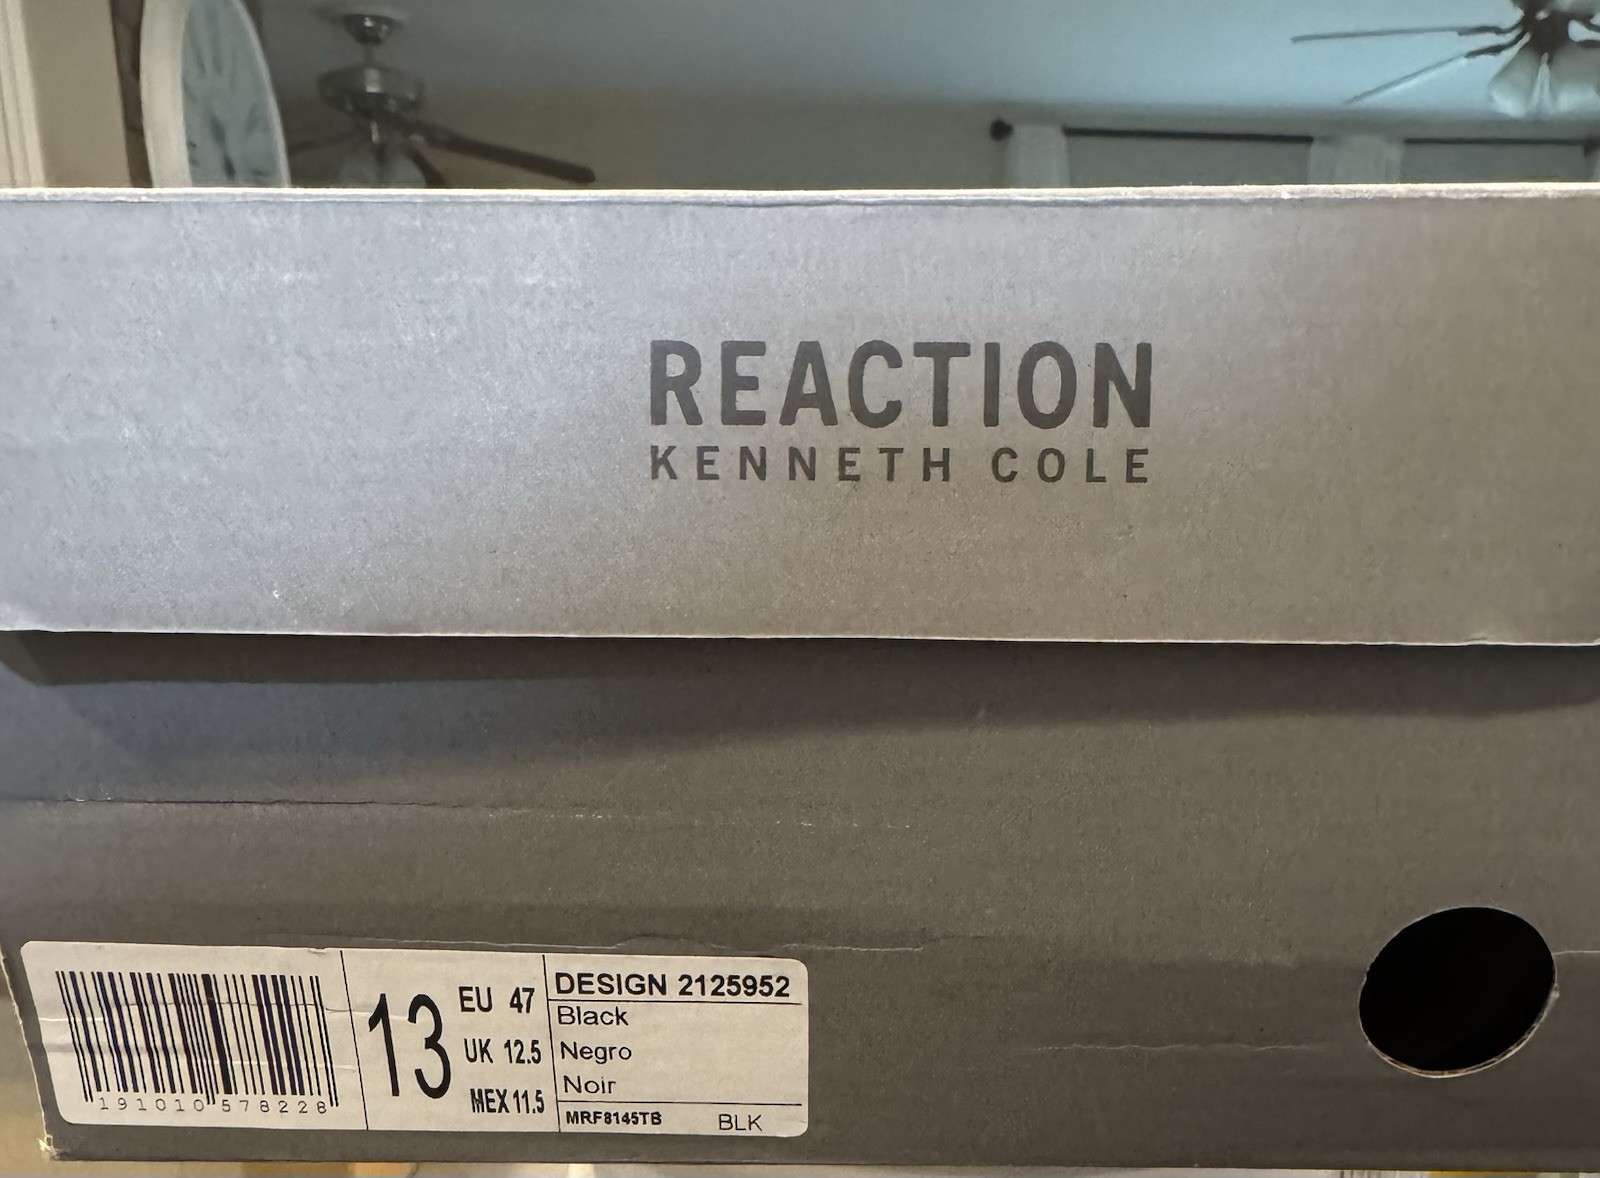 REACTION
KENNETH COLE
191010578228
13
EU 47
UK 12.5
MEX 11.5
DESIGN 2125952
Black
Negro
Noir
MRF8145TB BLK